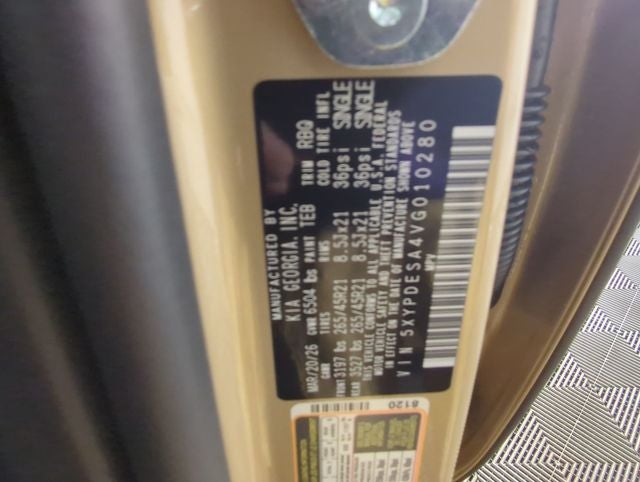 MANUFACTURED BY
KIA GEORGIA, INC.
MAR/20/26 GVWR 6504 lbs PAINT TEB TRIM RBQ
GAWR TIRES RIMS COLD TIRE INFL
FRONT 3197 lbs 265/45R21 8.5Jx21 36psi SINGLE
REAR 3527 lbs 265/45R21 8.5Jx21 36psi SINGLE
THIS VEHICLE CONFORMS TO ALL APPLICABLE U.S.A. FEDERAL
MOTOR VEHICLE SAFETY AND THEFT PREVENTION STANDARDS
IN EFFECT ON THE DATE OF MANUFACTURE SHOWN ABOVE
VIN 5XYPDESA4VG010280
MPV
8120